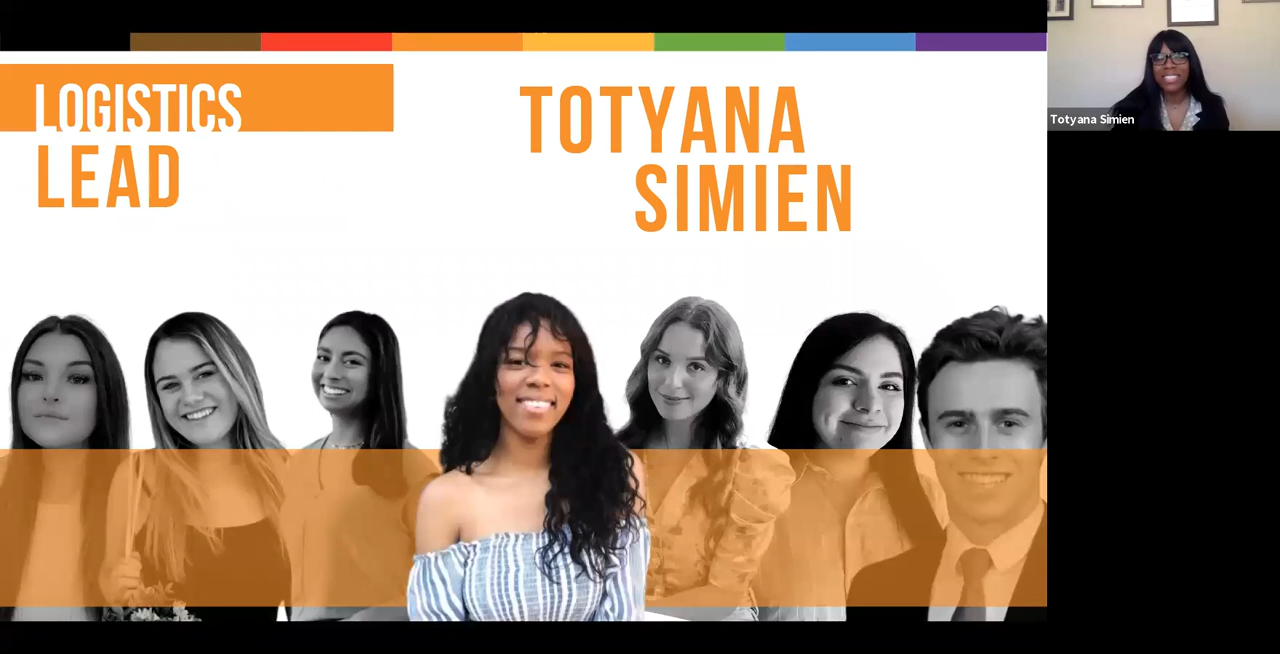 LOGISTICS
LEAD
TOTYANA
SIMIEN
Totyana Simien